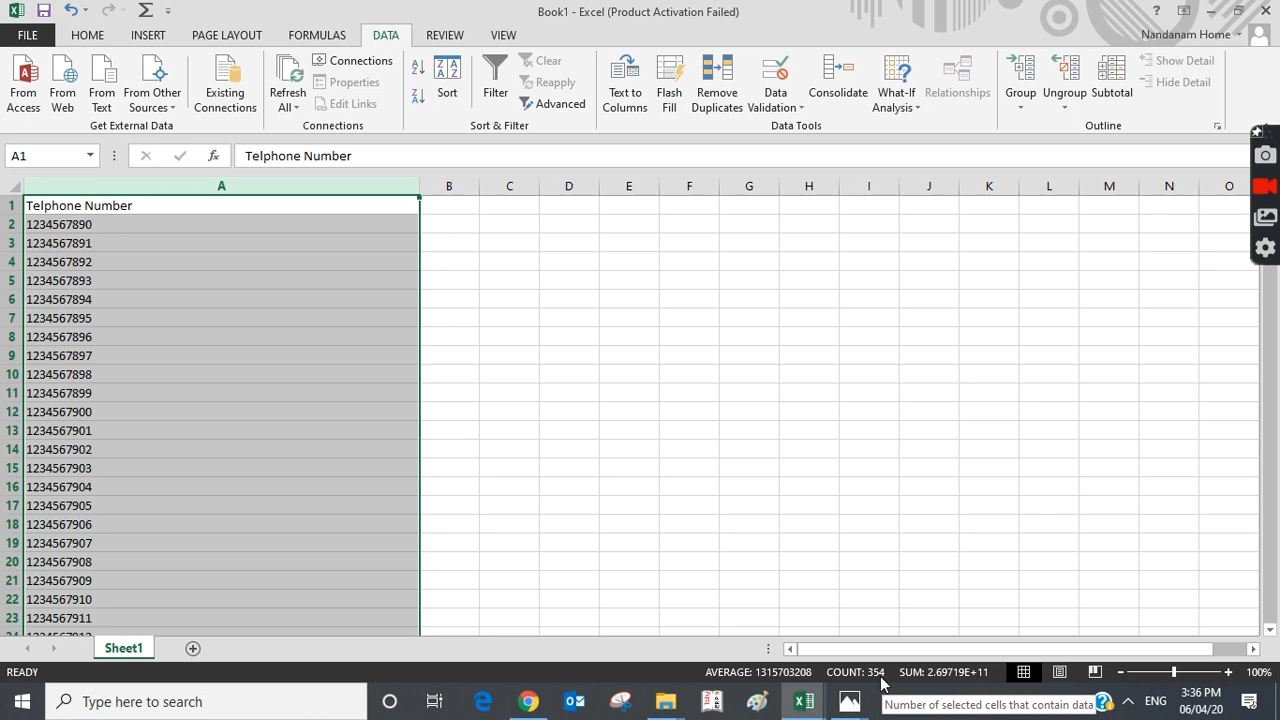 Book1 - Excel (Product Activation Failed)
?
FILE HOME INSERT PAGE LAYOUT FORMULAS DATA REVIEW VIEW Nandanam Home
From Access From Web From Text From Other Sources Existing Connections Refresh All Connections Properties Edit Links Sort Filter Clear Reapply Advanced Text to Columns Flash Fill Remove Duplicates Data Validation Consolidate What-If Analysis Relationships Group Ungroup Subtotal Show Detail Hide Detail
Get External Data Connections Sort & Filter Data Tools Outline
A1 fx Telphone Number
A B C D E F G H I J K L M N O
1 Telphone Number
2 1234567890
3 1234567891
4 1234567892
5 1234567893
6 1234567894
7 1234567895
8 1234567896
9 1234567897
10 1234567898
11 1234567899
12 1234567900
13 1234567901
14 1234567902
15 1234567903
16 1234567904
17 1234567905
18 1234567906
19 1234567907
20 1234567908
21 1234567909
22 1234567910
23 1234567911
Sheet1
READY AVERAGE: 1315703208 COUNT: 354 SUM: 2.69719E+11 100%
Type here to search ENG 3:36 PM
Number of selected cells that contain data
06/04/20